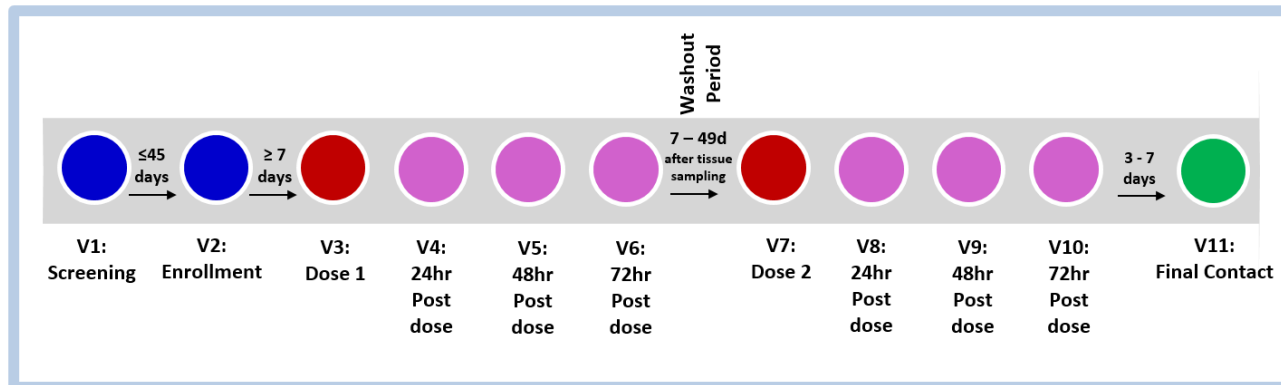 Washout
Period
≤45
days
≥ 7
days
7 – 49d
after tissue
sampling
3 - 7
days
V1:
Screening
V2:
Enrollment
V3:
Dose 1
V4:
24hr
Post
dose
V5:
48hr
Post
dose
V6:
72hr
Post
dose
V7:
Dose 2
V8:
24hr
Post
dose
V9:
48hr
Post
dose
V10:
72hr
Post
dose
V11:
Final Contact